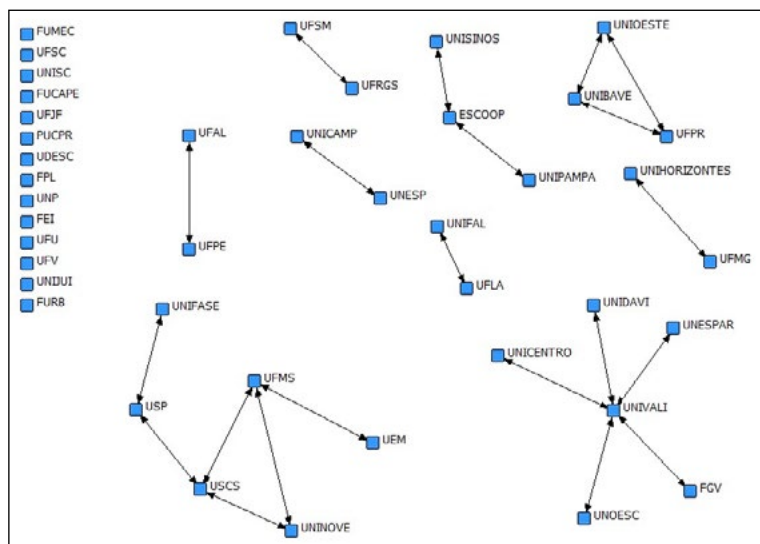 FUMEC
UFSC
UNISC
FUCAPE
UFJF
PUCPR
UDESC
FPL
UNP
FEI
UFU
UFV
UNIJUI
FURB
UFSM
UFRGS
UNISINOS
ESCOOP
UNIPAMPA
UNIOESTE
UNIBAVE
UFPR
UFAL
UFPE
UNICAMP
UNESP
UNIHORIZONTES
UFMG
UNIFAL
UFLA
UNIFASE
USP
UFMS
UEM
USCS
UNINOVE
UNIDAVI
UNESPAR
UNICENTRO
UNIVALI
FGV
UNOESC